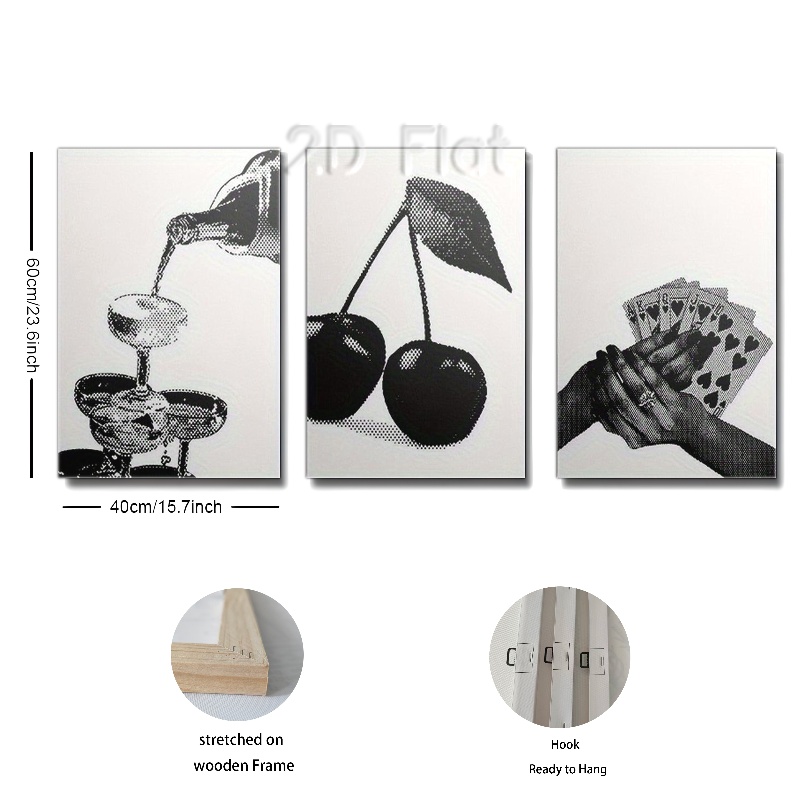 2D Flat
60cm/23.6inch
40cm/15.7inch
stretched on
wooden Frame
Hook
Ready to Hang